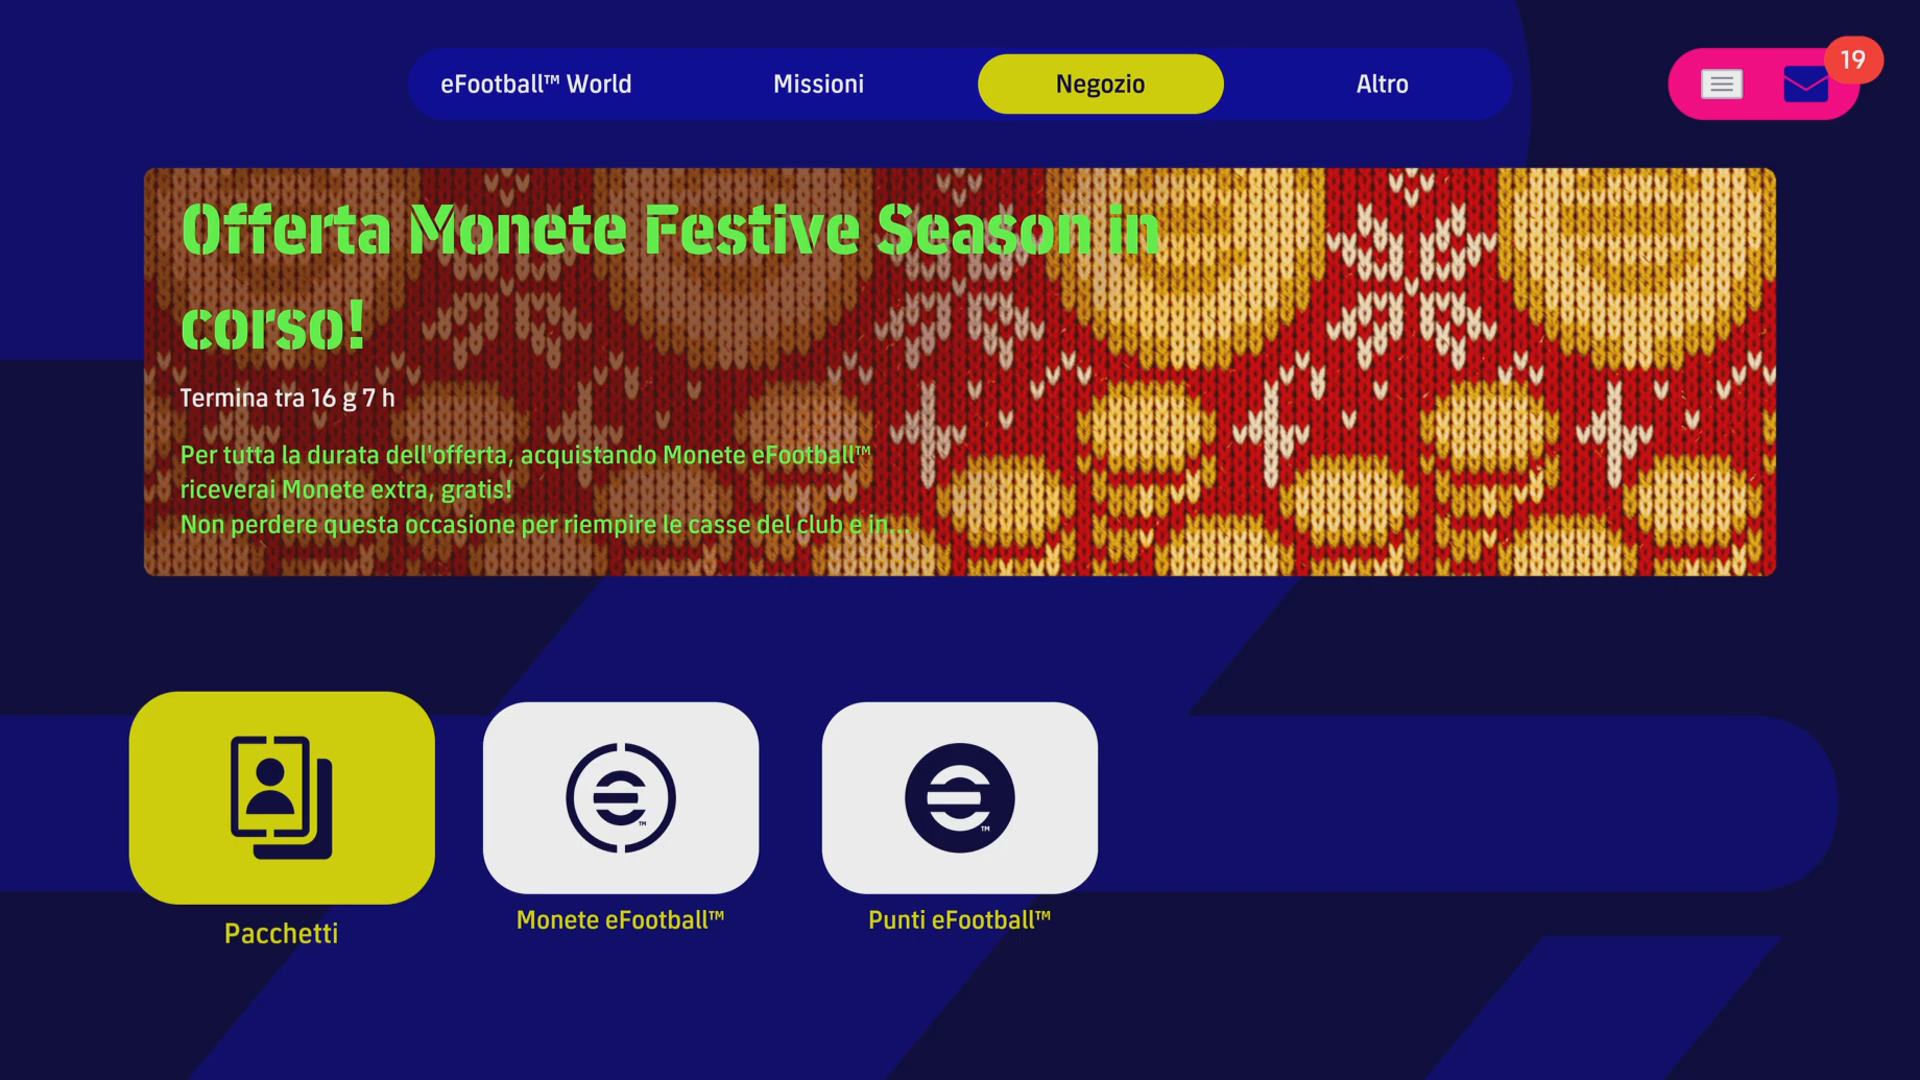 eFootball™ World
Missioni
Negozio
Altro
19
Offerta Monete Festive Season in
corso!
Termina tra 16 g 7 h
Per tutta la durata dell'offerta, acquistando Monete eFootball™
riceverai Monete extra, gratis!
Non perdere questa occasione per riempire le casse del club e in...
Pacchetti
Monete eFootball™
Punti eFootball™